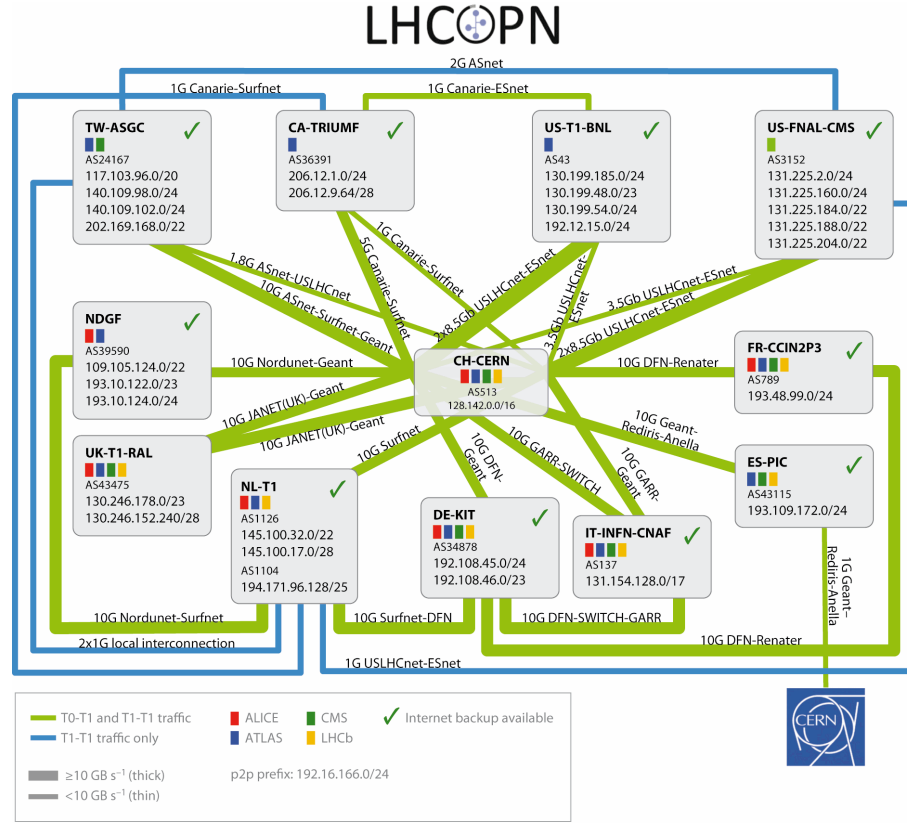 LHCOPN
2G ASnet
1G Canarie-Surfnet
1G Canarie-ESnet
TW-ASGC
AS24167
117.103.96.0/20
140.109.98.0/24
140.109.102.0/24
202.169.168.0/22
CA-TRIUMF
AS36391
206.12.1.0/24
206.12.9.64/28
US-T1-BNL
AS43
130.199.185.0/24
130.199.48.0/23
130.199.54.0/24
192.12.15.0/24
US-FNAL-CMS
AS3152
131.225.2.0/24
131.225.160.0/24
131.225.184.0/22
131.225.188.0/22
131.225.204.0/22
1.8G ASnet-USLHCnet
10G ASnet-Surfnet-Geant
5G Canarie-Surfnet
1G Canarie-Surfnet
2x8.5Gb USLHCnet-ESnet
3.5Gb USLHCnet-
ESnet
3.5Gb USLHCnet-ESnet
2x8.5Gb USLHCnet-ESnet
NDGF
AS39590
109.105.124.0/22
193.10.122.0/23
193.10.124.0/24
10G Nordunet-Geant
CH-CERN
AS513
128.142.0.0/16
10G DFN-Renater
FR-CCIN2P3
AS789
193.48.99.0/24
10G JANET(UK)-Geant
10G JANET(UK)-Geant
UK-T1-RAL
AS43475
130.246.178.0/23
130.246.152.240/28
10G Surfnet
10G DFN-
Geant
10G GARR-SWITCH
10G GARR-
Geant
10G Geant-
Rediris-Anella
ES-PIC
AS43115
193.109.172.0/24
NL-T1
AS1126
145.100.32.0/22
145.100.17.0/28
AS1104
194.171.96.128/25
DE-KIT
AS34878
192.108.45.0/24
192.108.46.0/23
IT-INFN-CNAF
AS137
131.154.128.0/17
1G Geant–
Rediris-Anella
10G Nordunet-Surfnet
10G Surfnet-DFN
10G DFN-SWITCH-GARR
10G DFN-Renater
2x1G local interconnection
1G USLHCnet-ESnet
CERN
T0-T1 and T1-T1 traffic
T1-T1 traffic only
ALICE
ATLAS
CMS
LHCb
Internet backup available
≥10 GB s⁻¹ (thick)
<10 GB s⁻¹ (thin)
p2p prefix: 192.16.166.0/24